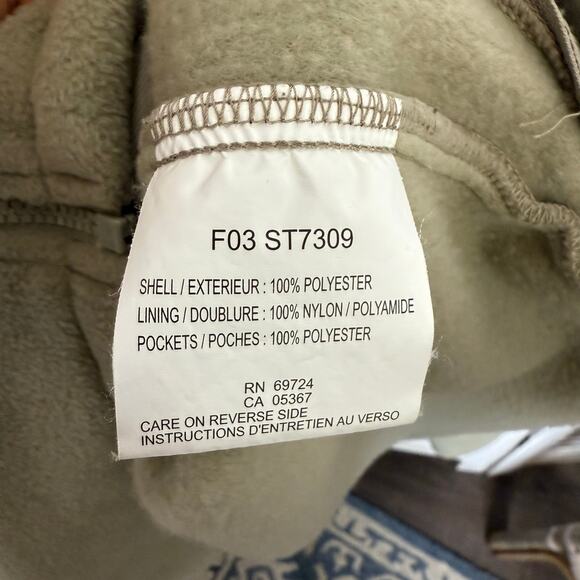 F03 ST7309
SHELL / EXTERIEUR : 100% POLYESTER
LINING / DOUBLURE : 100% NYLON / POLYAMIDE
POCKETS / POCHES : 100% POLYESTER
RN 69724
CA 05367
CARE ON REVERSE SIDE
INSTRUCTIONS D'ENTRETIEN AU VERSO